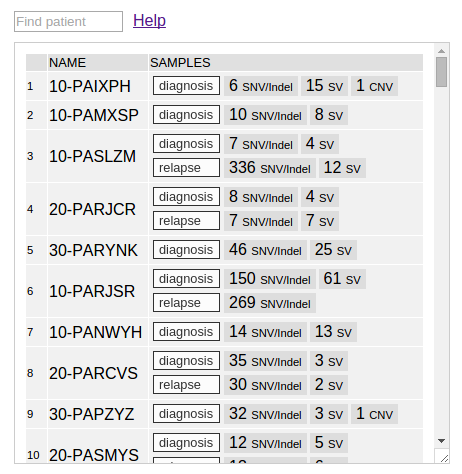 Find patient Help
NAME SAMPLES
1 10-PAIXPH diagnosis 6 SNV/Indel 15 SV 1 CNV
2 10-PAMXSP diagnosis 10 SNV/Indel 8 SV
3 10-PASLZM diagnosis 7 SNV/Indel 4 SV
relapse 336 SNV/Indel 12 SV
4 20-PARJCR diagnosis 8 SNV/Indel 4 SV
relapse 7 SNV/Indel 7 SV
5 30-PARYNK diagnosis 46 SNV/Indel 25 SV
6 10-PARJSR diagnosis 150 SNV/Indel 61 SV
relapse 269 SNV/Indel
7 10-PANWYH diagnosis 14 SNV/Indel 13 SV
8 20-PARCVS diagnosis 35 SNV/Indel 3 SV
relapse 30 SNV/Indel 2 SV
9 30-PAPZYZ diagnosis 32 SNV/Indel 3 SV 1 CNV
10 20-PASMYS diagnosis 12 SNV/Indel 5 SV